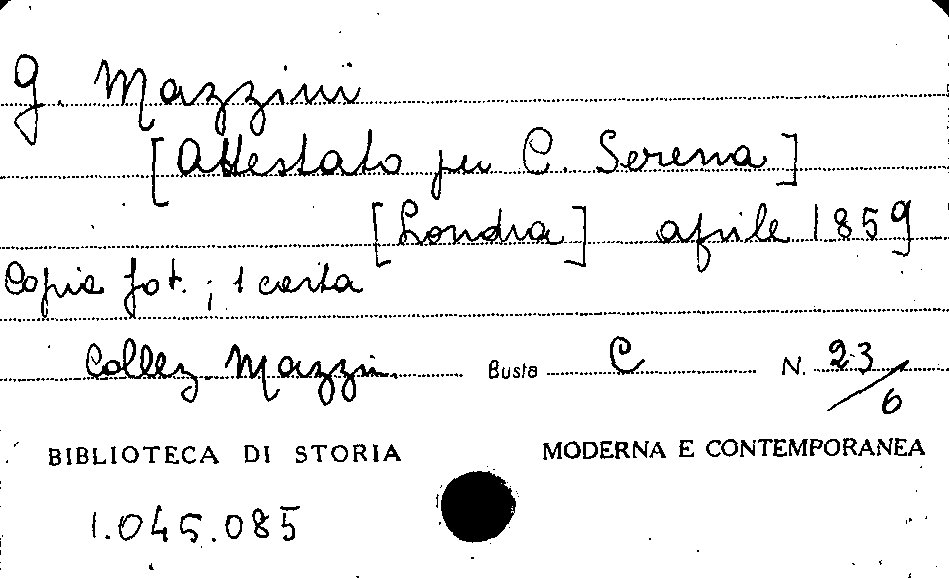 G. Mazzini
[Attestato per C. Serena]
[Londra] aprile 1859
Copia fot. ; 1 carta
Collez. Mazzin. Busta C N. 23/6
BIBLIOTECA DI STORIA MODERNA E CONTEMPORANEA
1.045.085